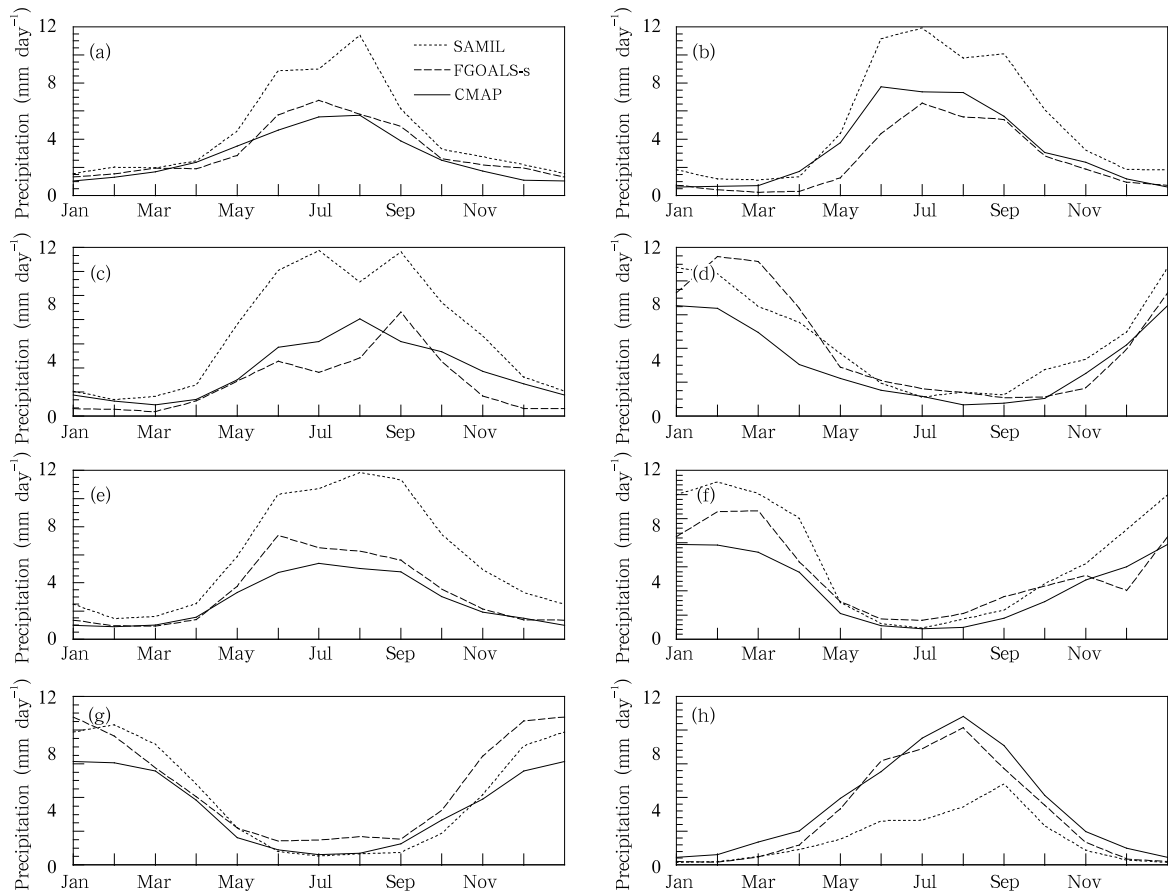 Precipitation (mm day⁻¹)
12
8
4
0
(a)
SAMIL
FGOALS-s
CMAP
Jan Mar May Jul Sep Nov
Precipitation (mm day⁻¹)
12
8
4
0
(b)
Jan Mar May Jul Sep Nov
Precipitation (mm day⁻¹)
12
8
4
0
(c)
Jan Mar May Jul Sep Nov
Precipitation (mm day⁻¹)
12
8
4
0
(d)
Jan Mar May Jul Sep Nov
Precipitation (mm day⁻¹)
12
8
4
0
(e)
Jan Mar May Jul Sep Nov
Precipitation (mm day⁻¹)
12
8
4
0
(f)
Jan Mar May Jul Sep Nov
Precipitation (mm day⁻¹)
12
8
4
0
(g)
Jan Mar May Jul Sep Nov
Precipitation (mm day⁻¹)
12
8
4
0
(h)
Jan Mar May Jul Sep Nov